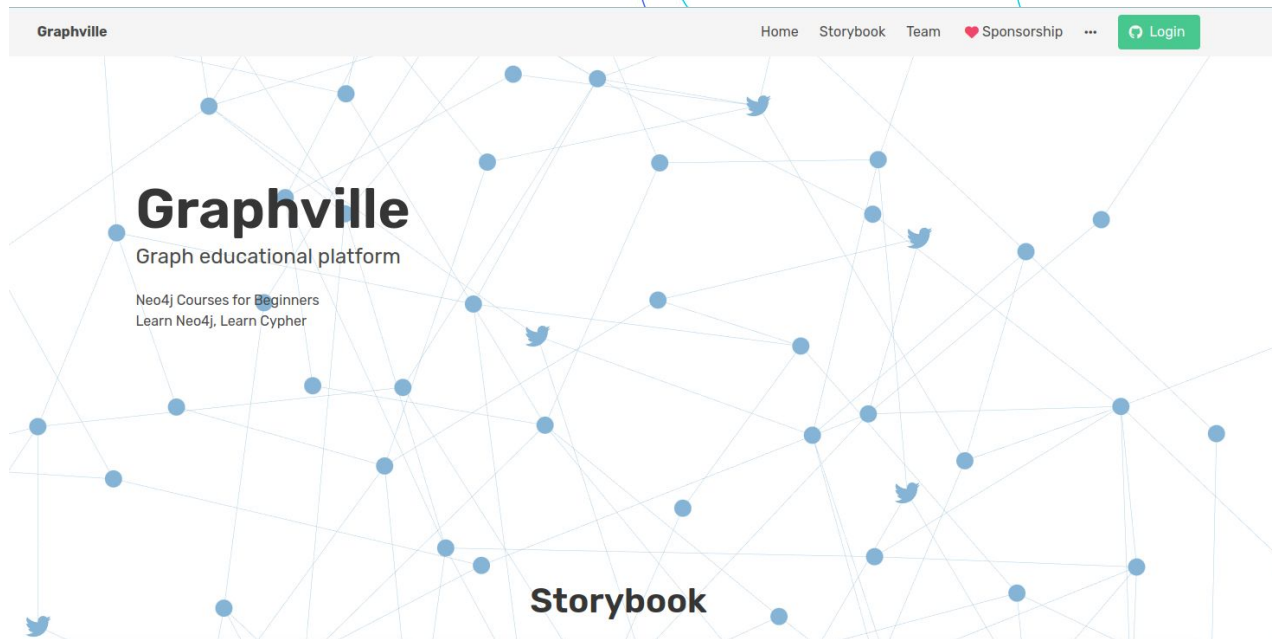 Graphville
Home Storybook Team Sponsorship ••• Login
Graphville
Graph educational platform
Neo4j Courses for Beginners
Learn Neo4j, Learn Cypher
Storybook